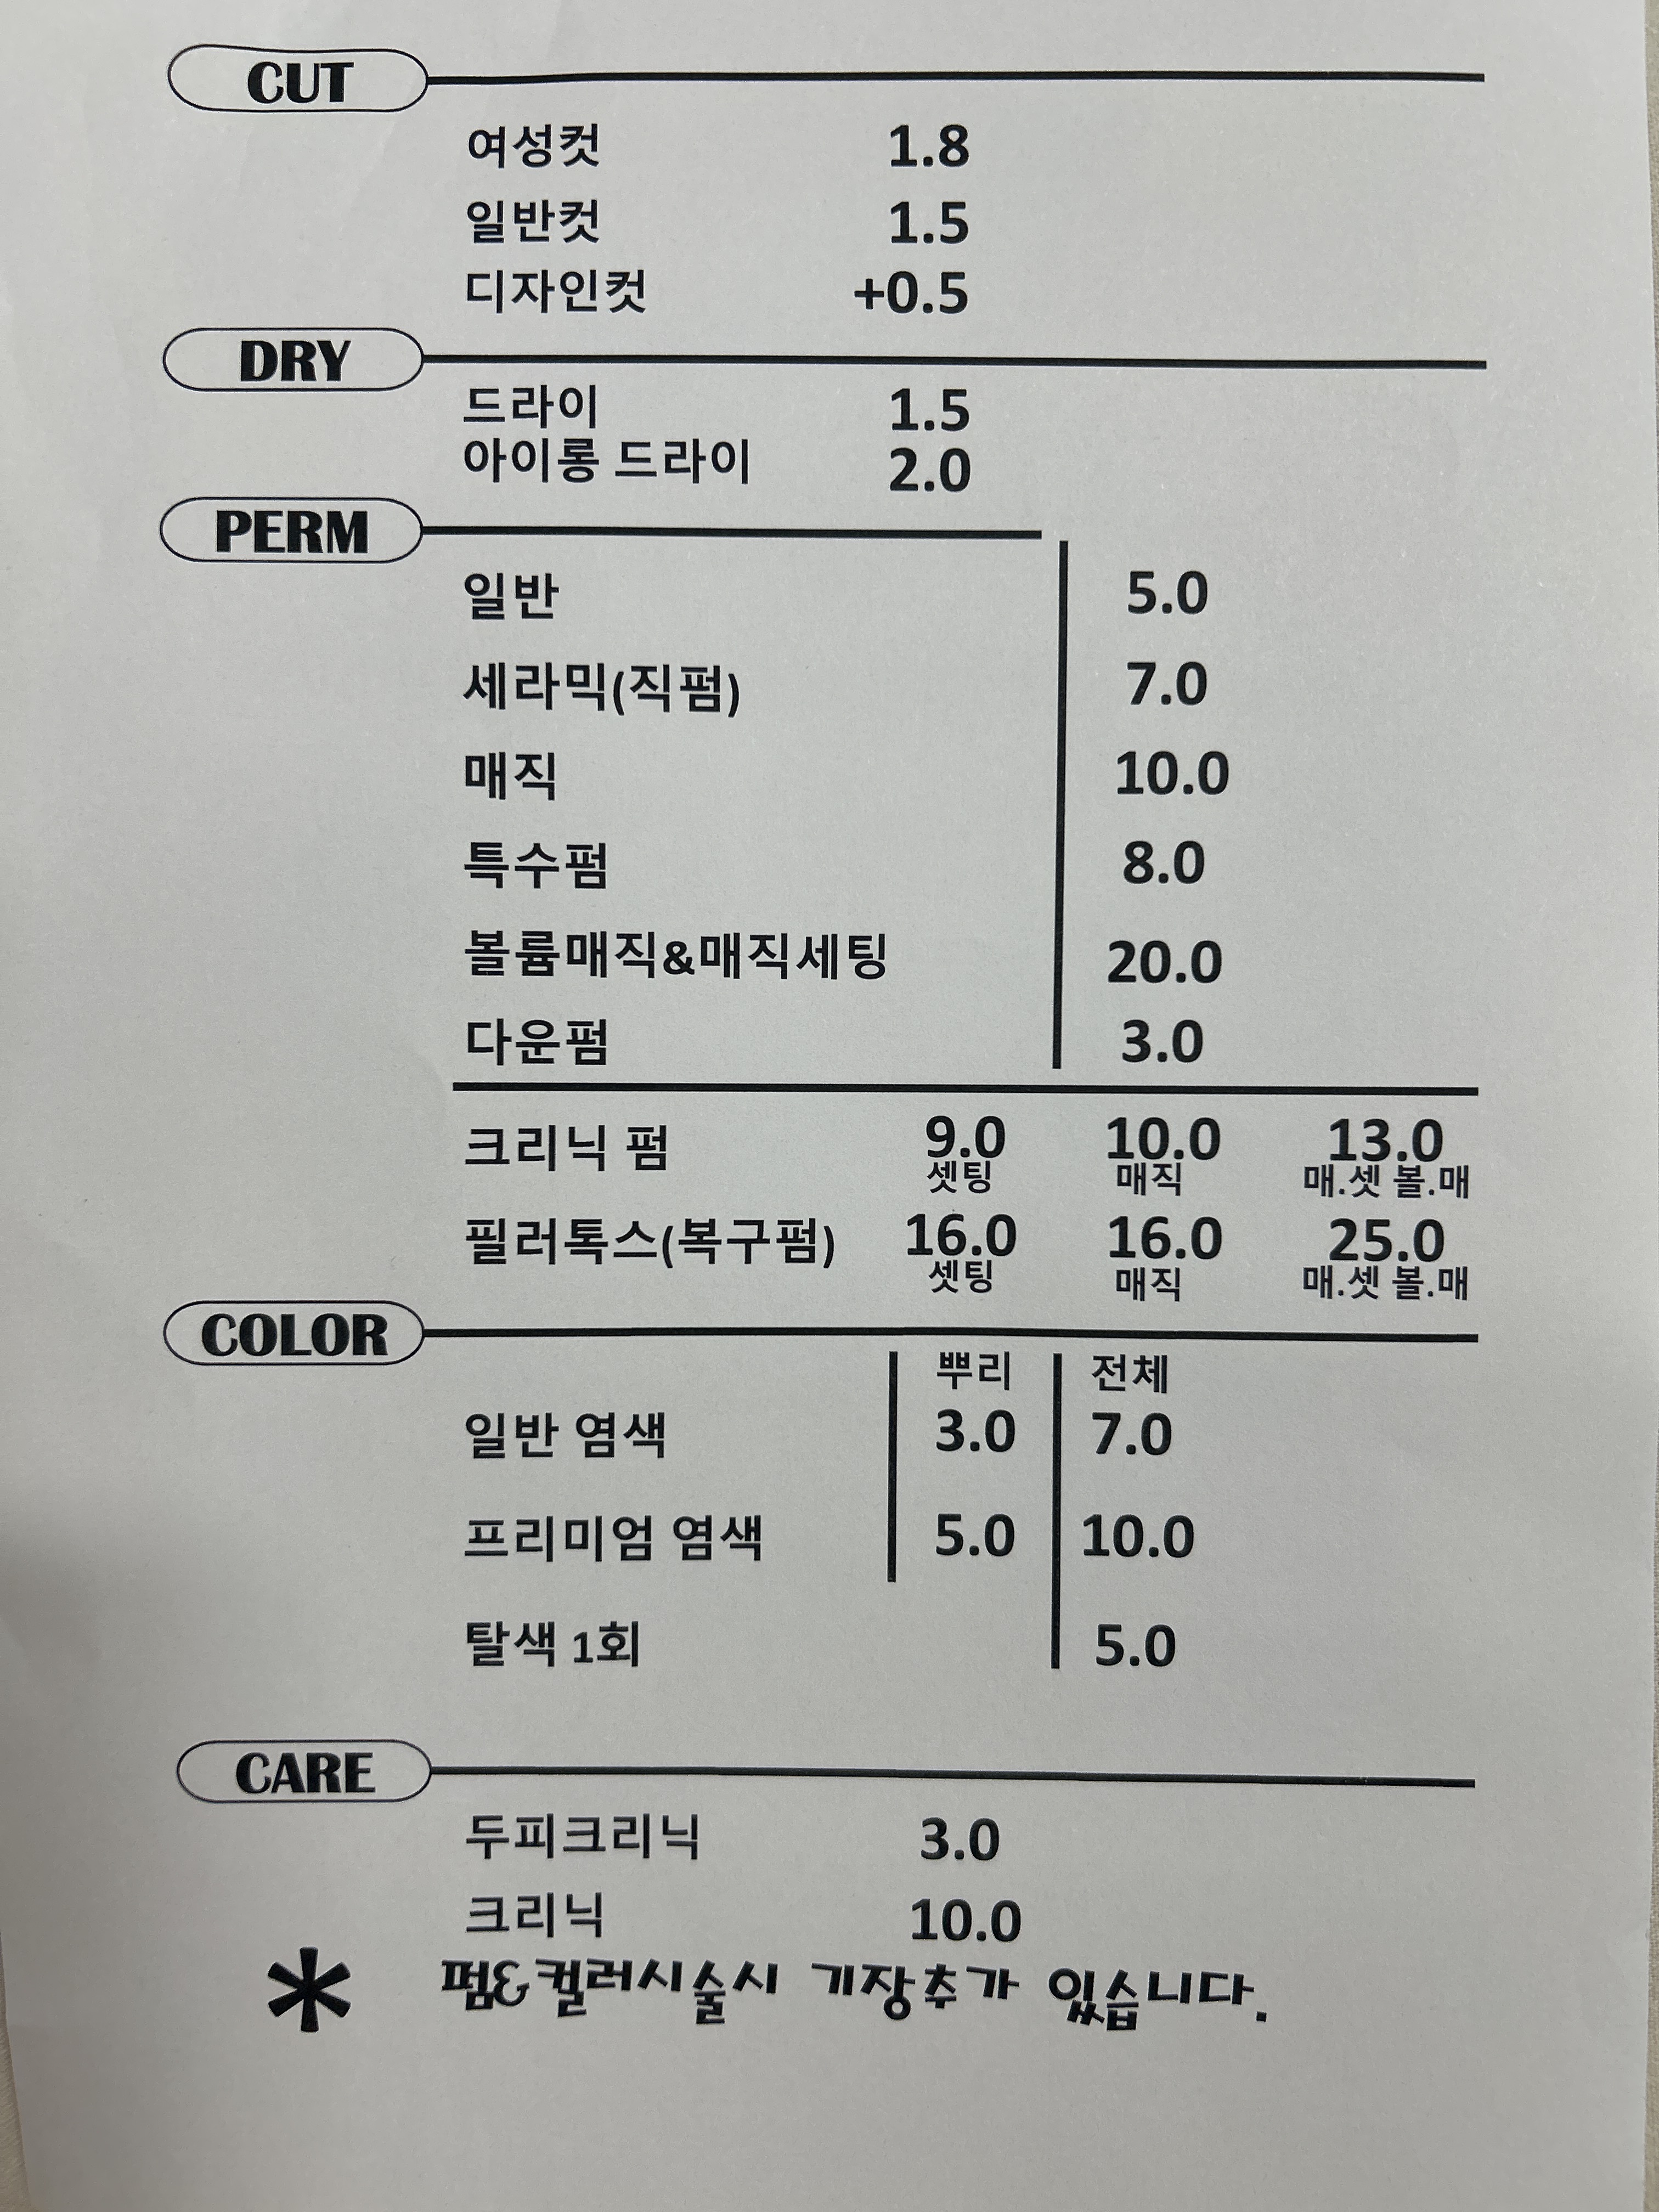 CUT
여성컷 1.8
일반컷 1.5
디자인컷 +0.5
DRY
드라이 1.5
아이롱 드라이 2.0
PERM
일반 5.0
세라믹(직펌) 7.0
매직 10.0
특수펌 8.0
볼륨매직&매직세팅 20.0
다운펌 3.0
크리닉 펌 9.0 10.0 13.0
셋팅 매직 매.셋 볼.매
필러톡스(복구펌) 16.0 16.0 25.0
셋팅 매직 매.셋 볼.매
COLOR
뿌리 전체
일반 염색 3.0 7.0
프리미엄 염색 5.0 10.0
탈색 1회 5.0
CARE
두피크리닉 3.0
크리닉 10.0
* 펌&컬러시술시 기장추가 있습니다.